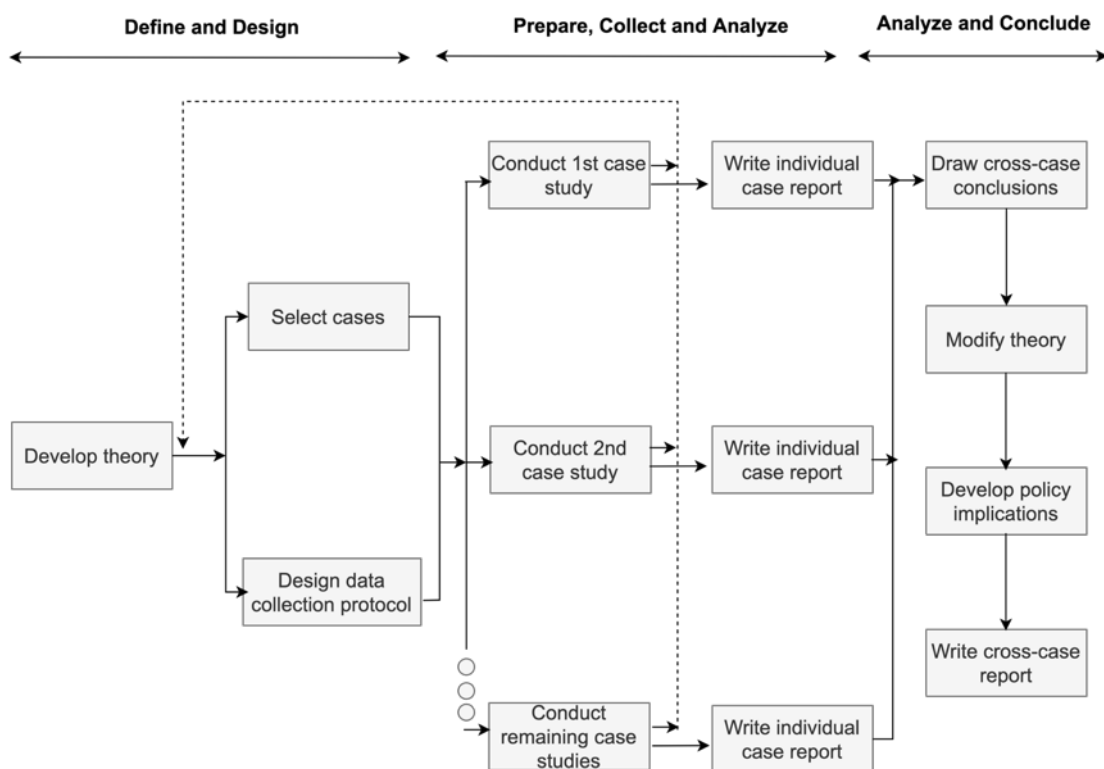 Define and Design
Prepare, Collect and Analyze
Analyze and Conclude
Conduct 1st case
study
Write individual
case report
Draw cross-case
conclusions
Select cases
Modify theory
Develop theory
Conduct 2nd
case study
Write individual
case report
Develop policy
implications
Design data
collection protocol
Write cross-case
report
Conduct
remaining case
studies
Write individual
case report